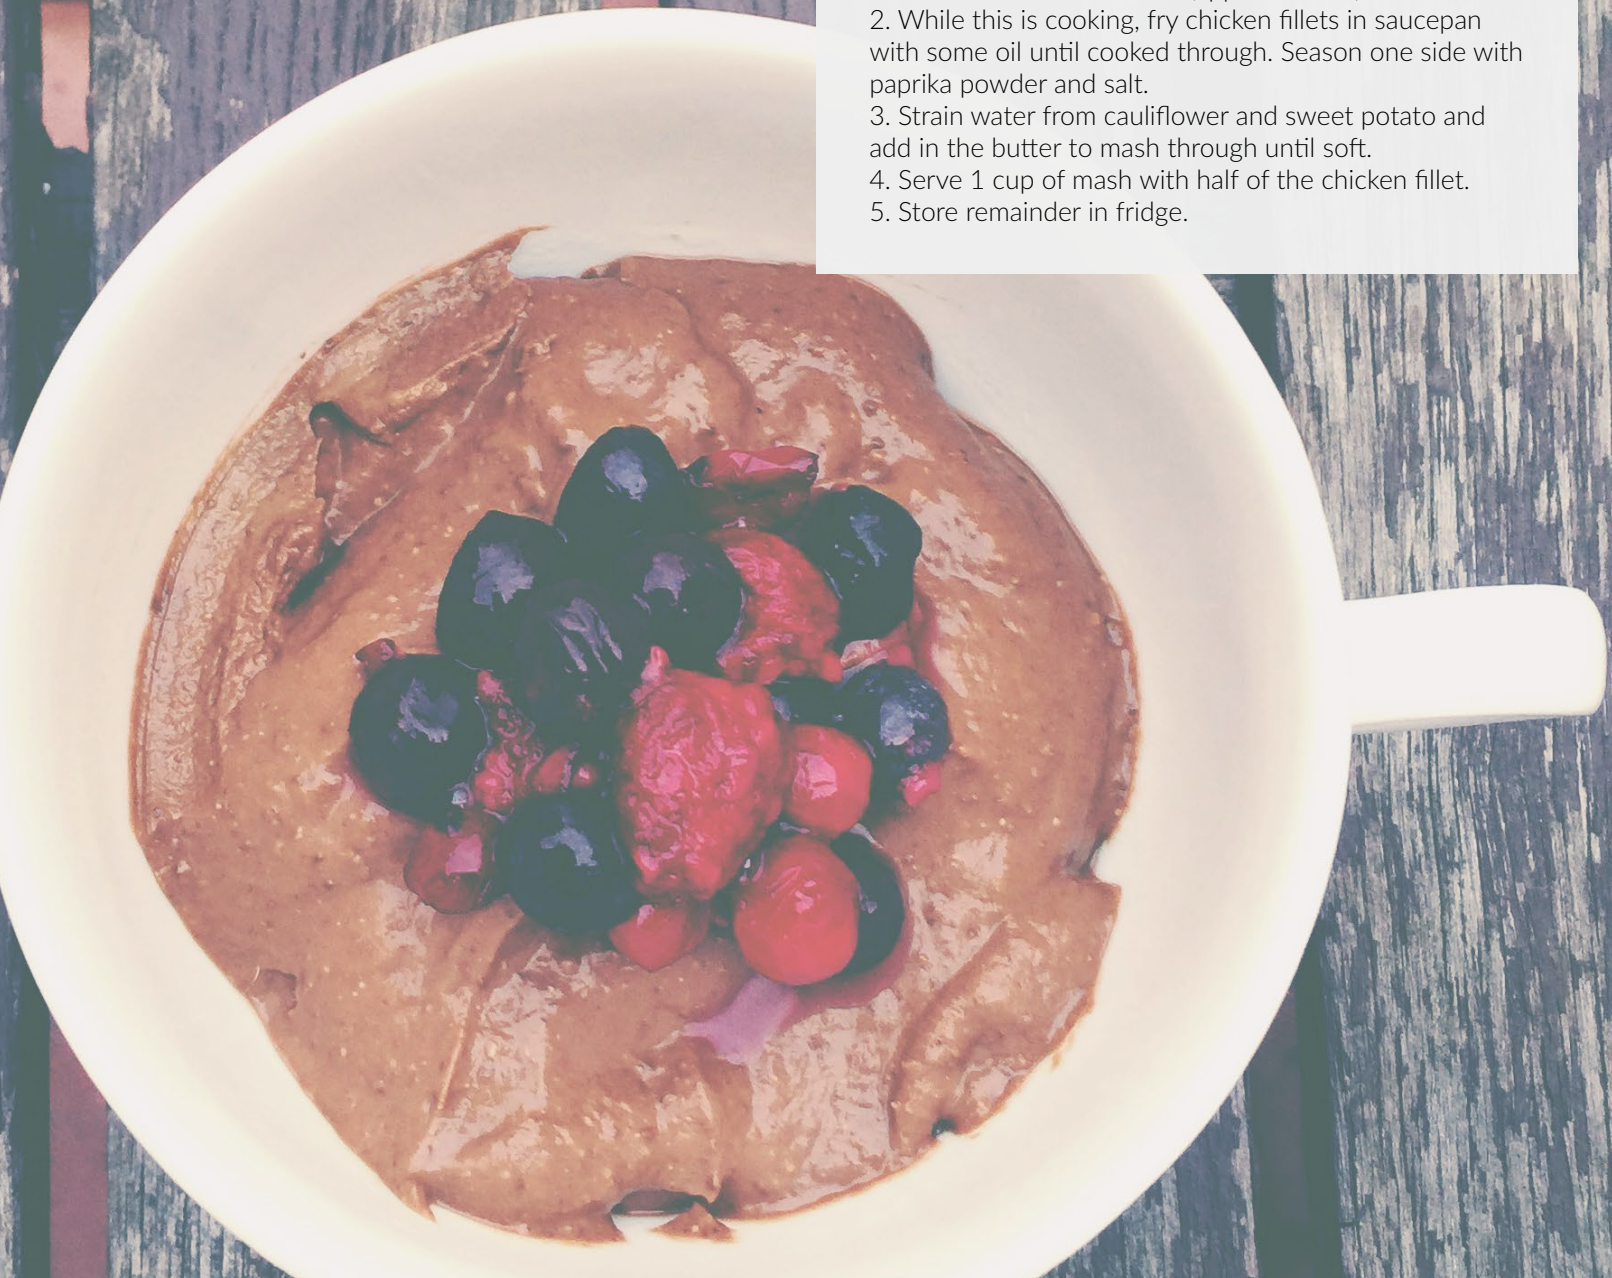 2. While this is cooking, fry chicken fillets in saucepan
with some oil until cooked through. Season one side with
paprika powder and salt.
3. Strain water from cauliflower and sweet potato and
add in the butter to mash through until soft.
4. Serve 1 cup of mash with half of the chicken fillet.
5. Store remainder in fridge.